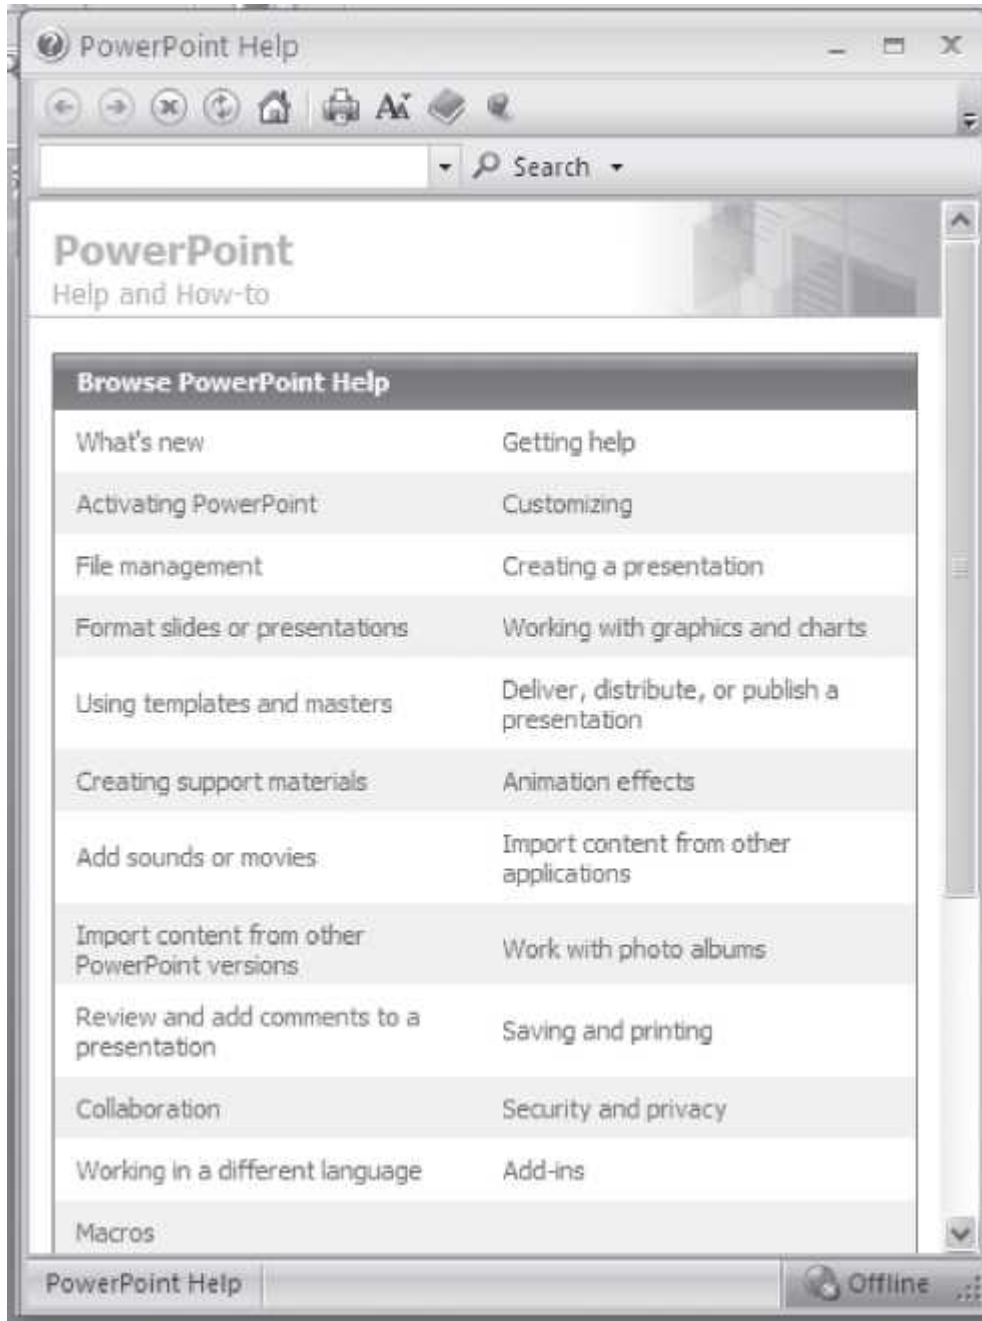 PowerPoint Help
Search
PowerPoint
Help and How-to
Browse PowerPoint Help
What's new
Getting help
Activating PowerPoint
Customizing
File management
Creating a presentation
Format slides or presentations
Working with graphics and charts
Using templates and masters
Deliver, distribute, or publish a
presentation
Creating support materials
Animation effects
Add sounds or movies
Import content from other
applications
Import content from other
PowerPoint versions
Work with photo albums
Review and add comments to a
presentation
Saving and printing
Collaboration
Security and privacy
Working in a different language
Add-ins
Macros
PowerPoint Help
Offline